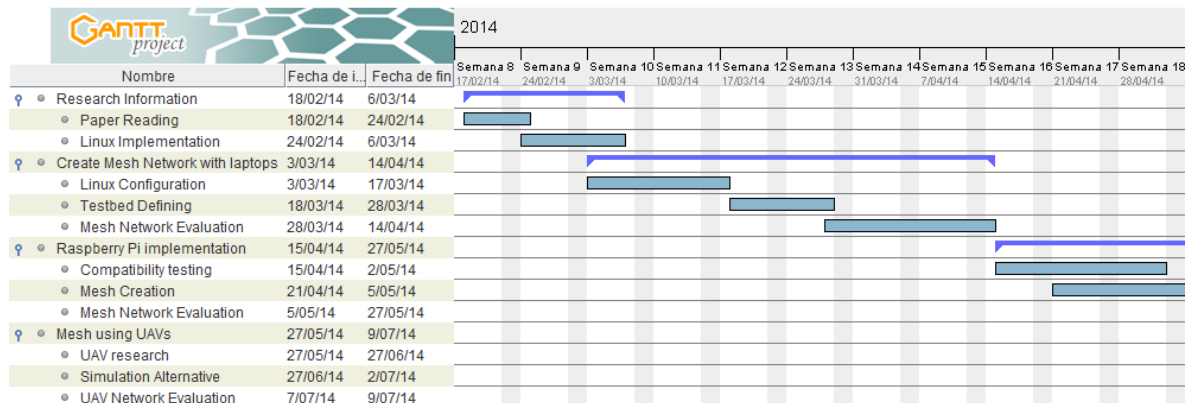 GANTT
project
2014
Nombre Fecha de i... Fecha de fin
Semana 8 Semana 9 Semana 10 Semana 11 Semana 12 Semana 13 Semana 14 Semana 15 Semana 16 Semana 17 Semana 18
17/02/14 24/02/14 3/03/14 10/03/14 17/03/14 24/03/14 31/03/14 7/04/14 14/04/14 21/04/14 28/04/14
Research Information 18/02/14 6/03/14
Paper Reading 18/02/14 24/02/14
Linux Implementation 24/02/14 6/03/14
Create Mesh Network with laptops 3/03/14 14/04/14
Linux Configuration 3/03/14 17/03/14
Testbed Defining 18/03/14 28/03/14
Mesh Network Evaluation 28/03/14 14/04/14
Raspberry Pi implementation 15/04/14 27/05/14
Compatibility testing 15/04/14 2/05/14
Mesh Creation 21/04/14 5/05/14
Mesh Network Evaluation 5/05/14 27/05/14
Mesh using UAVs 27/05/14 9/07/14
UAV research 27/05/14 27/06/14
Simulation Alternative 27/06/14 2/07/14
UAV Network Evaluation 7/07/14 9/07/14